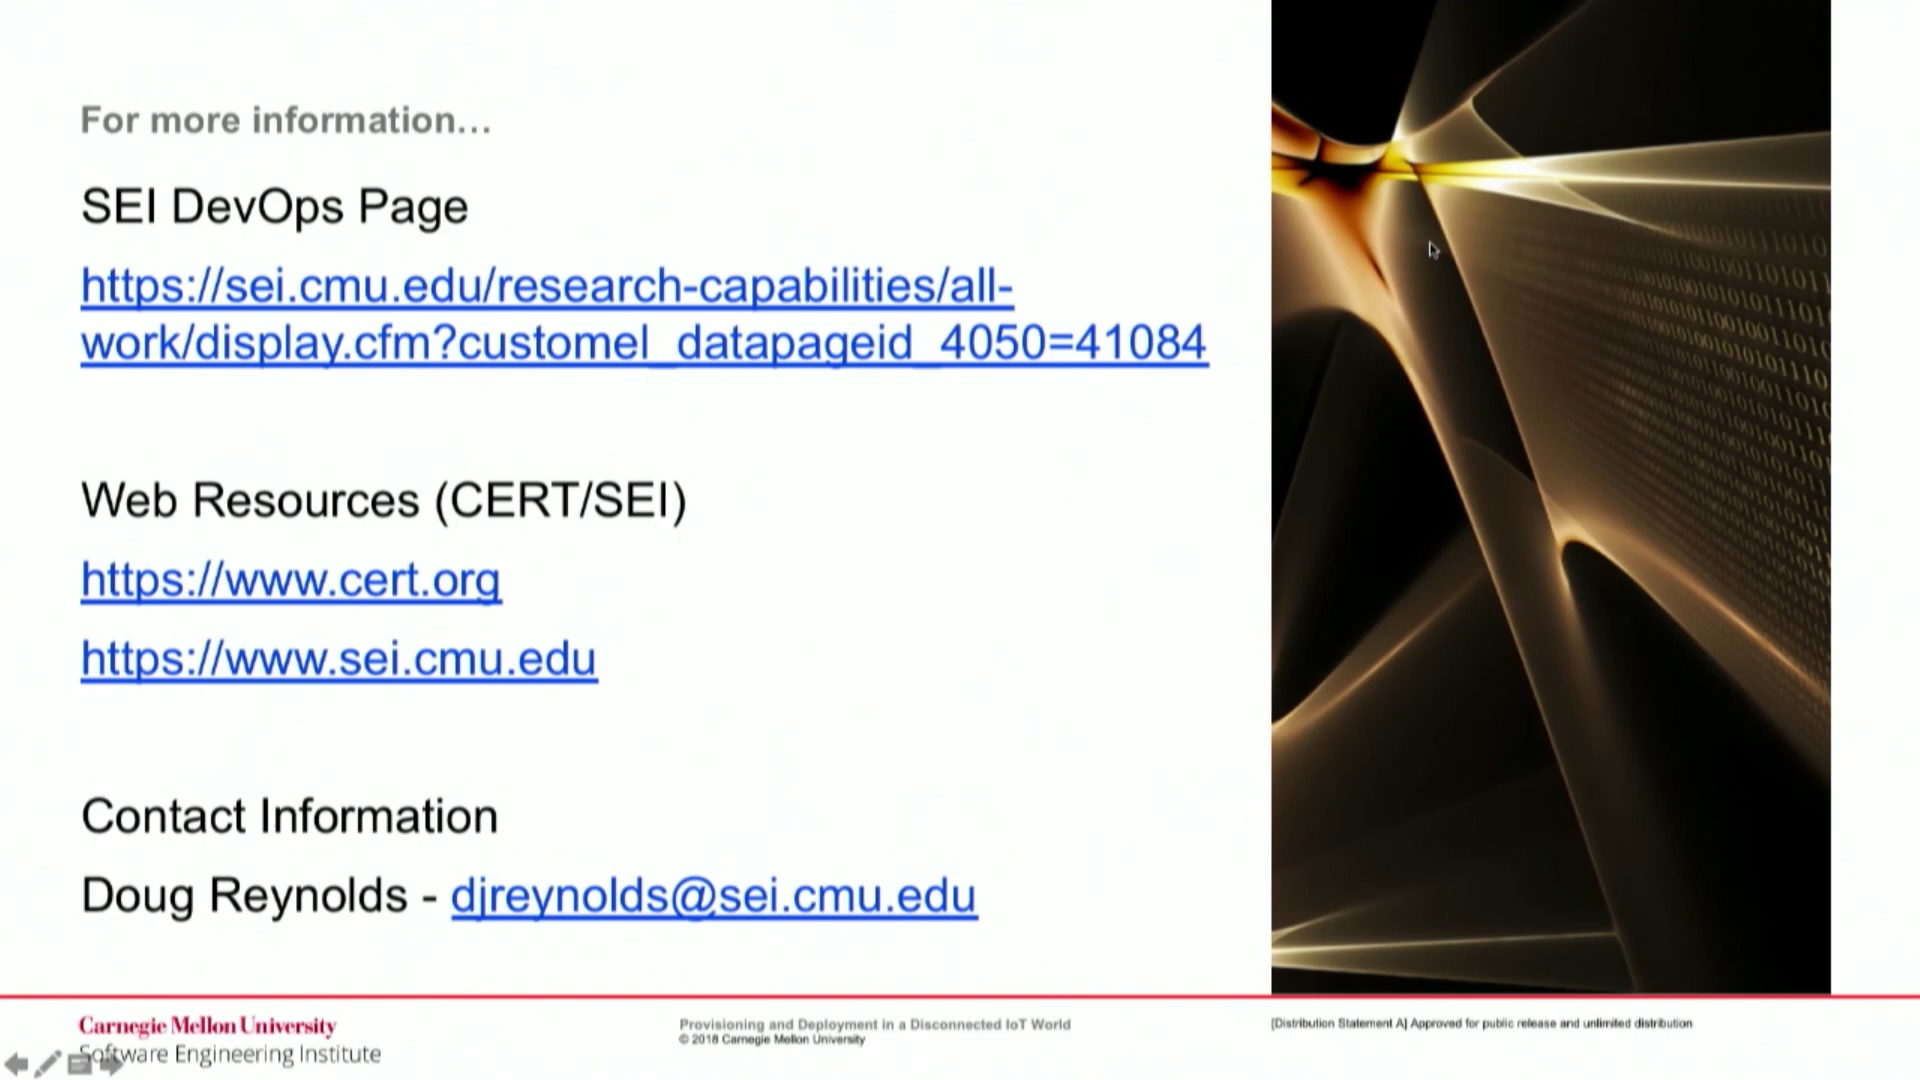 For more information...
SEI DevOps Page
https://sei.cmu.edu/research-capabilities/all-
work/display.cfm?customel_datapageid_4050=41084
Web Resources (CERT/SEI)
https://www.cert.org
https://www.sei.cmu.edu
Contact Information
Doug Reynolds - djreynolds@sei.cmu.edu
Carnegie Mellon University
Software Engineering Institute
Provisioning and Deployment in a Disconnected IoT World
© 2018 Carnegie Mellon University
[Distribution Statement A] Approved for public release and unlimited distribution